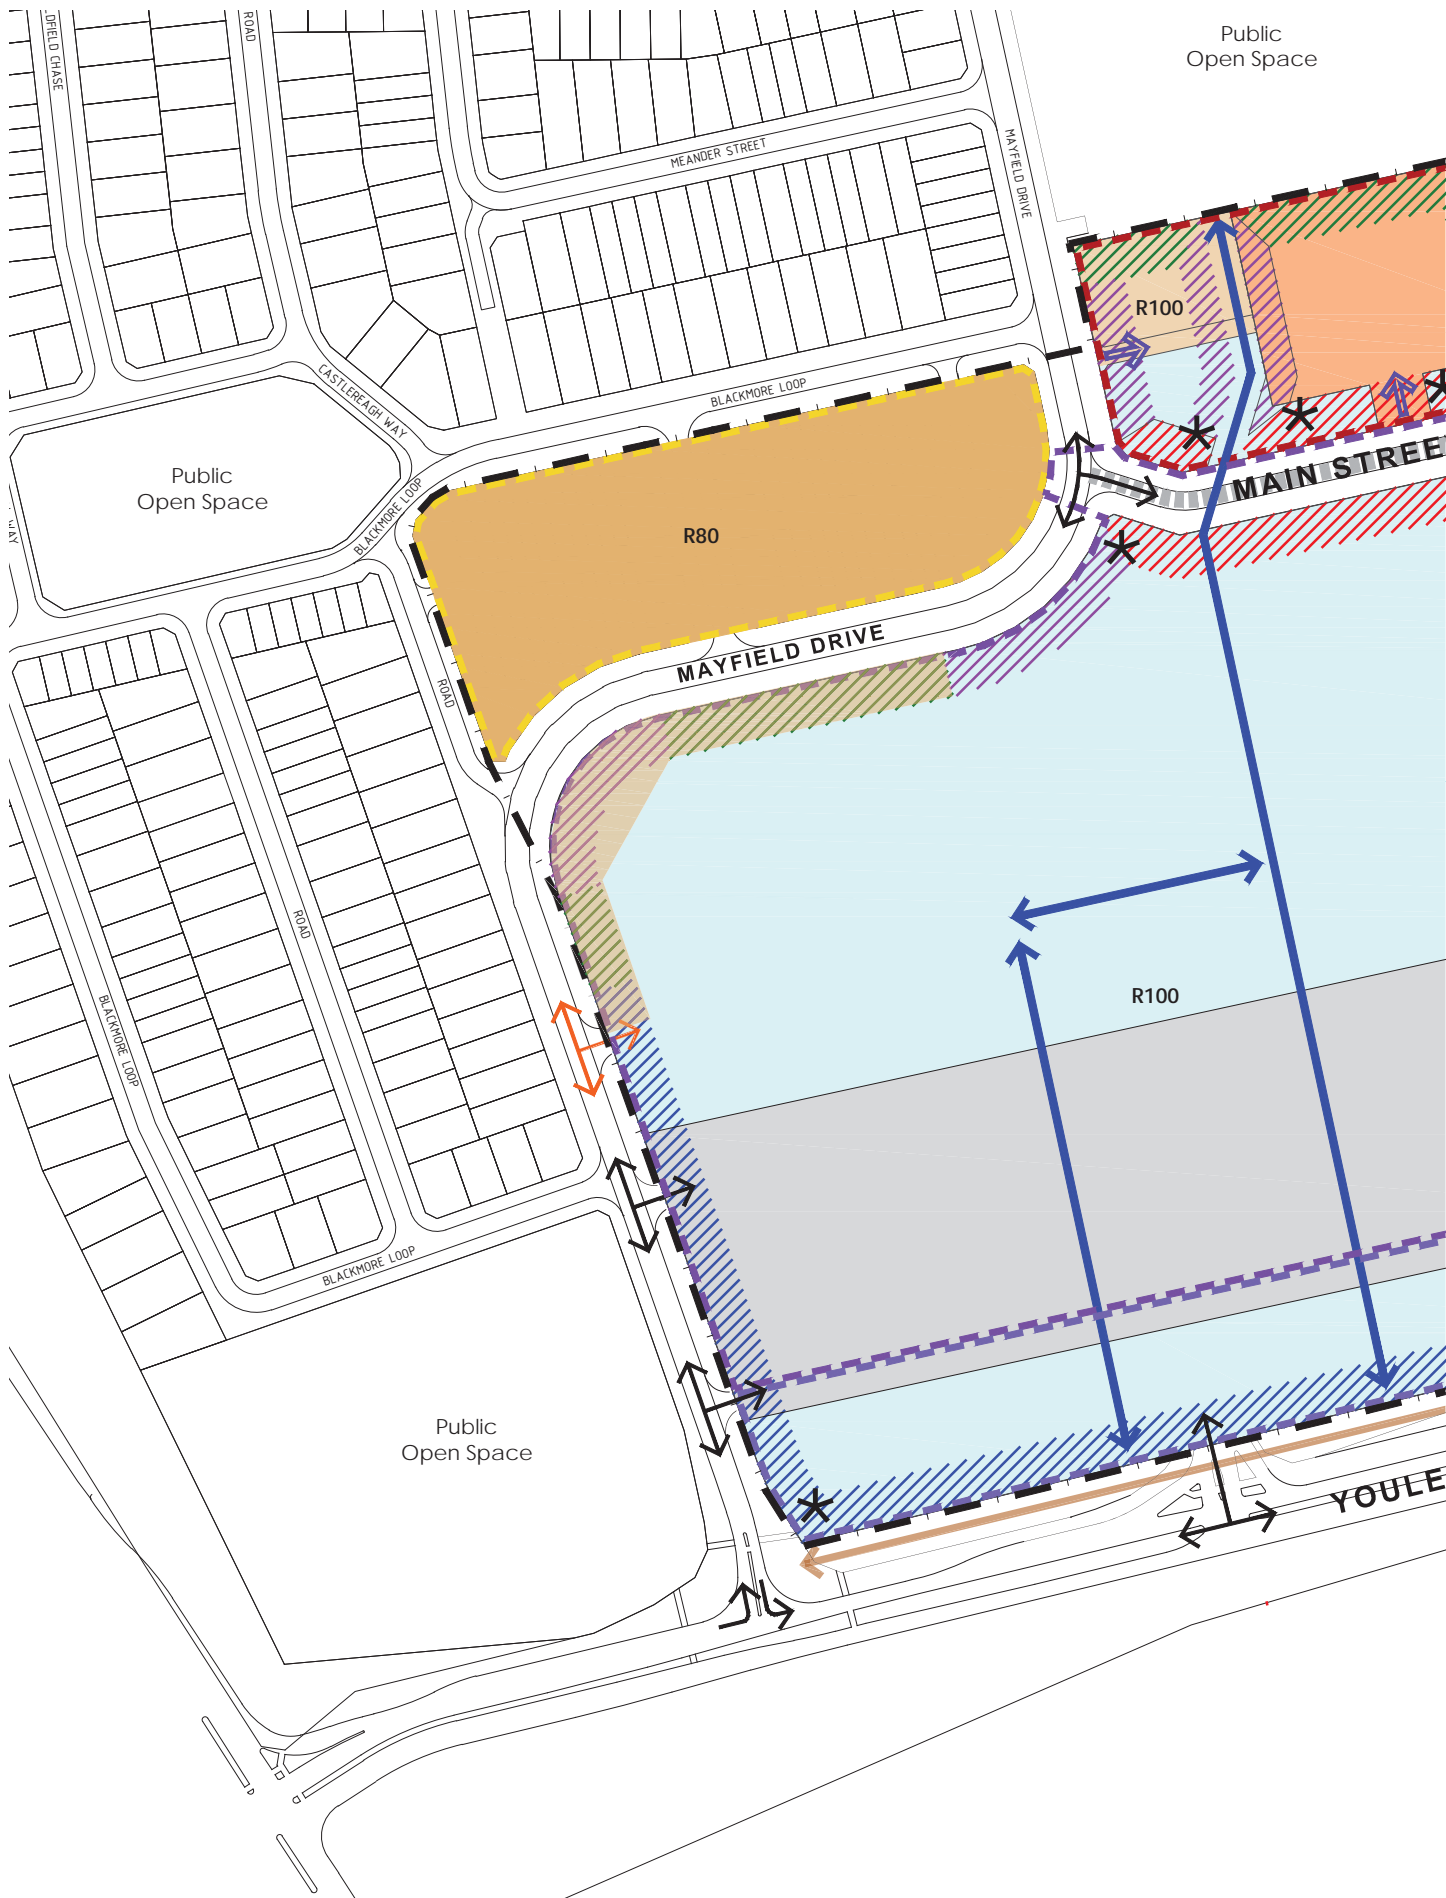 ROAD
Public
Open Space
MEANDER STREET
MAYFIELD DRIVE
R100
CASTLEREAGH WAY
BLACKMORE LOOP
Public
Open Space
BLACKMORE LOOP
WAY
R80
MAIN STREE
MAYFIELD DRIVE
ROAD
ROAD
R100
BLACKMORE LOOP
BLACKMORE LOOP
Public
Open Space
YOULE